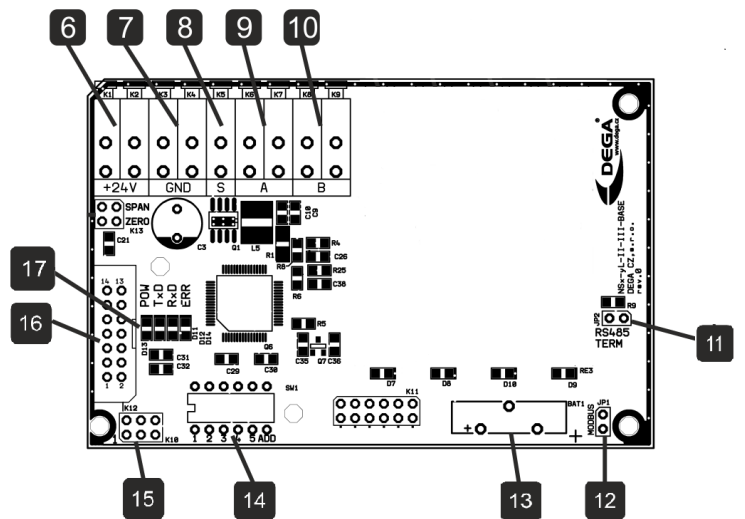 6 7 8 9 10
K1 K2 K3 K4 K5 K6 K7 K8 K9
+24V GND S A B
DEGA
www.dega.cz
NSx-yL-II-III-BASE
DEGA CZ,s.r.o.
rev.0
SPAN
ZERO
K13
C21
C3
Q1
L5
C10
C9
R1
R8
R4
C26
R25
C38
R6
R5
C35
Q7
C36
17
16
14 13
POW
TxD
RxD
ERR
D13
D11
D12
D14
C31
C32
C29
Q6
C30
1 2
R9
JP2
RS485
TERM
11
D7 D8 D10 D9
RE3
SW1
K11
BAT1
JP1
MODBUS
K12
1
K10
1 2 3 4 5 ADD
+
+
15 14 13 12